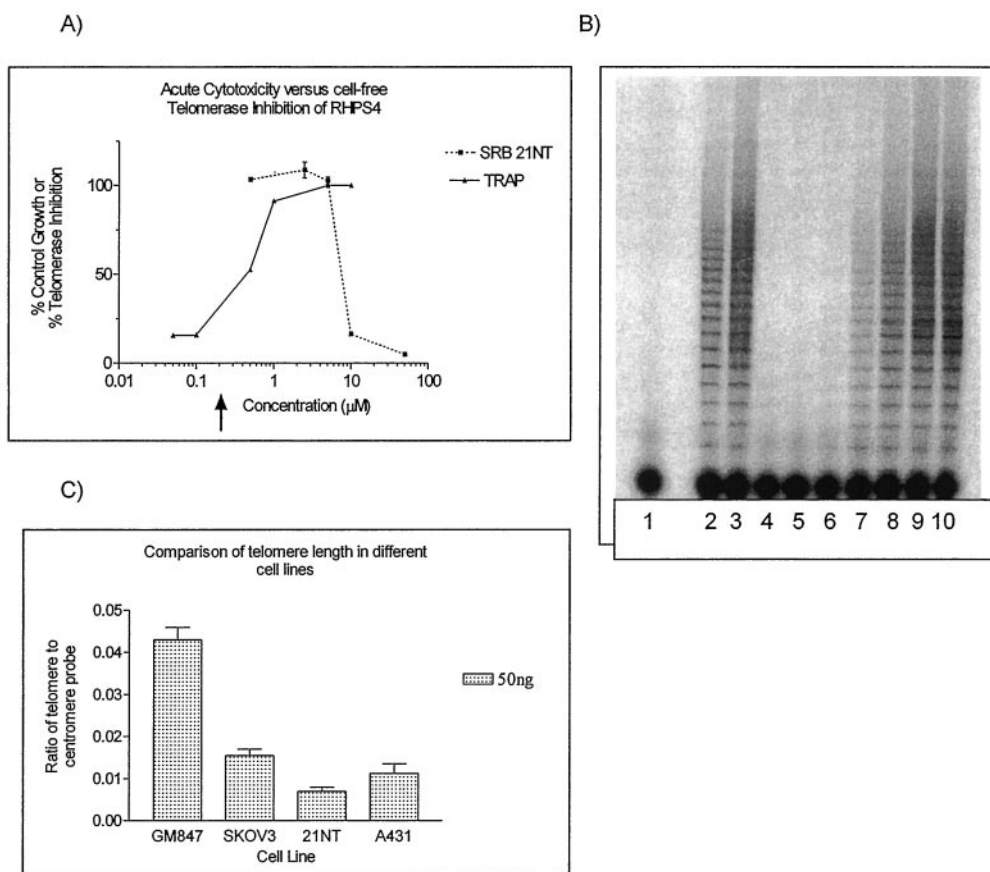 A)
B)
Acute Cytotoxicity versus cell-free
Telomerase Inhibition of RHPS4
SRB 21NT
TRAP
% Control Growth or
% Telomerase Inhibition
100
50
0
0.01
0.1
1
10
100
Concentration (μM)
1 2 3 4 5 6 7 8 9 10
C)
Comparison of telomere length in different
cell lines
Ratio of telomere to
centromere probe
0.05
0.04
0.03
0.02
0.01
0.00
50ng
GM847
SKOV3
21NT
A431
Cell Line